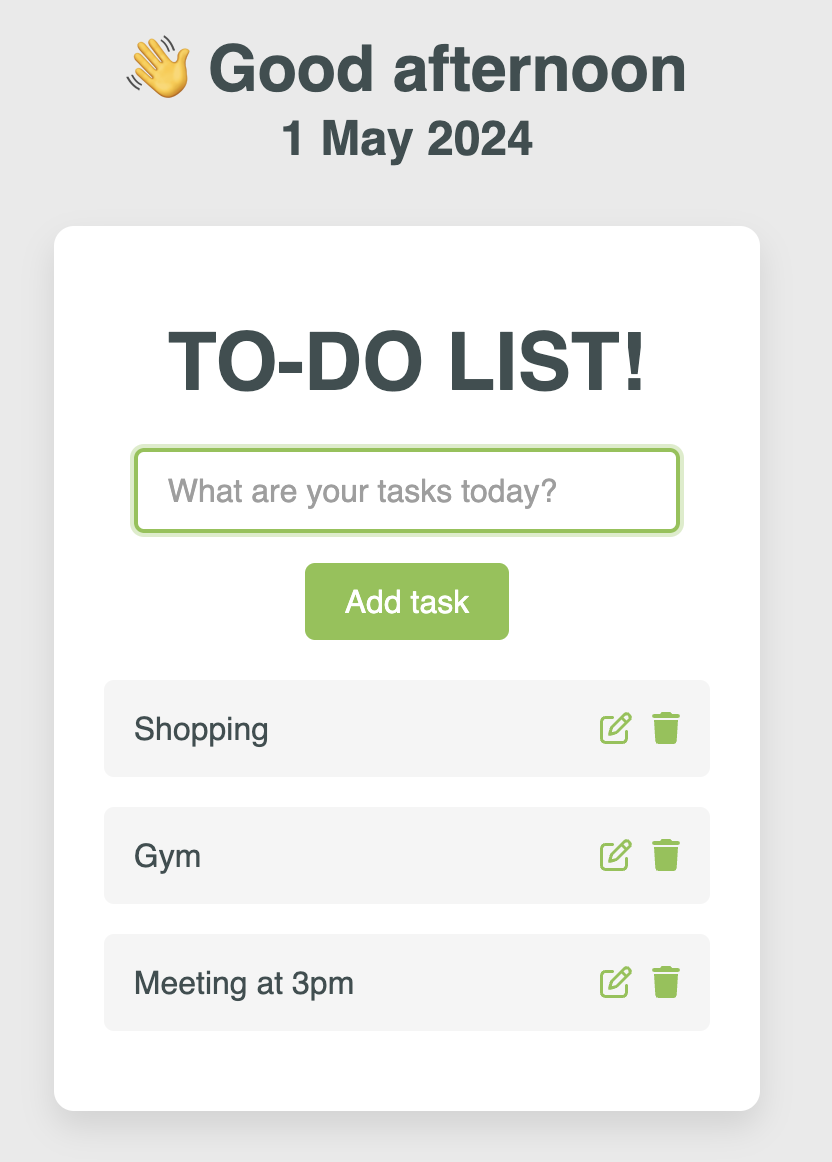 👋 Good afternoon
1 May 2024
TO-DO LIST!
What are your tasks today?
Add task
Shopping
Gym
Meeting at 3pm